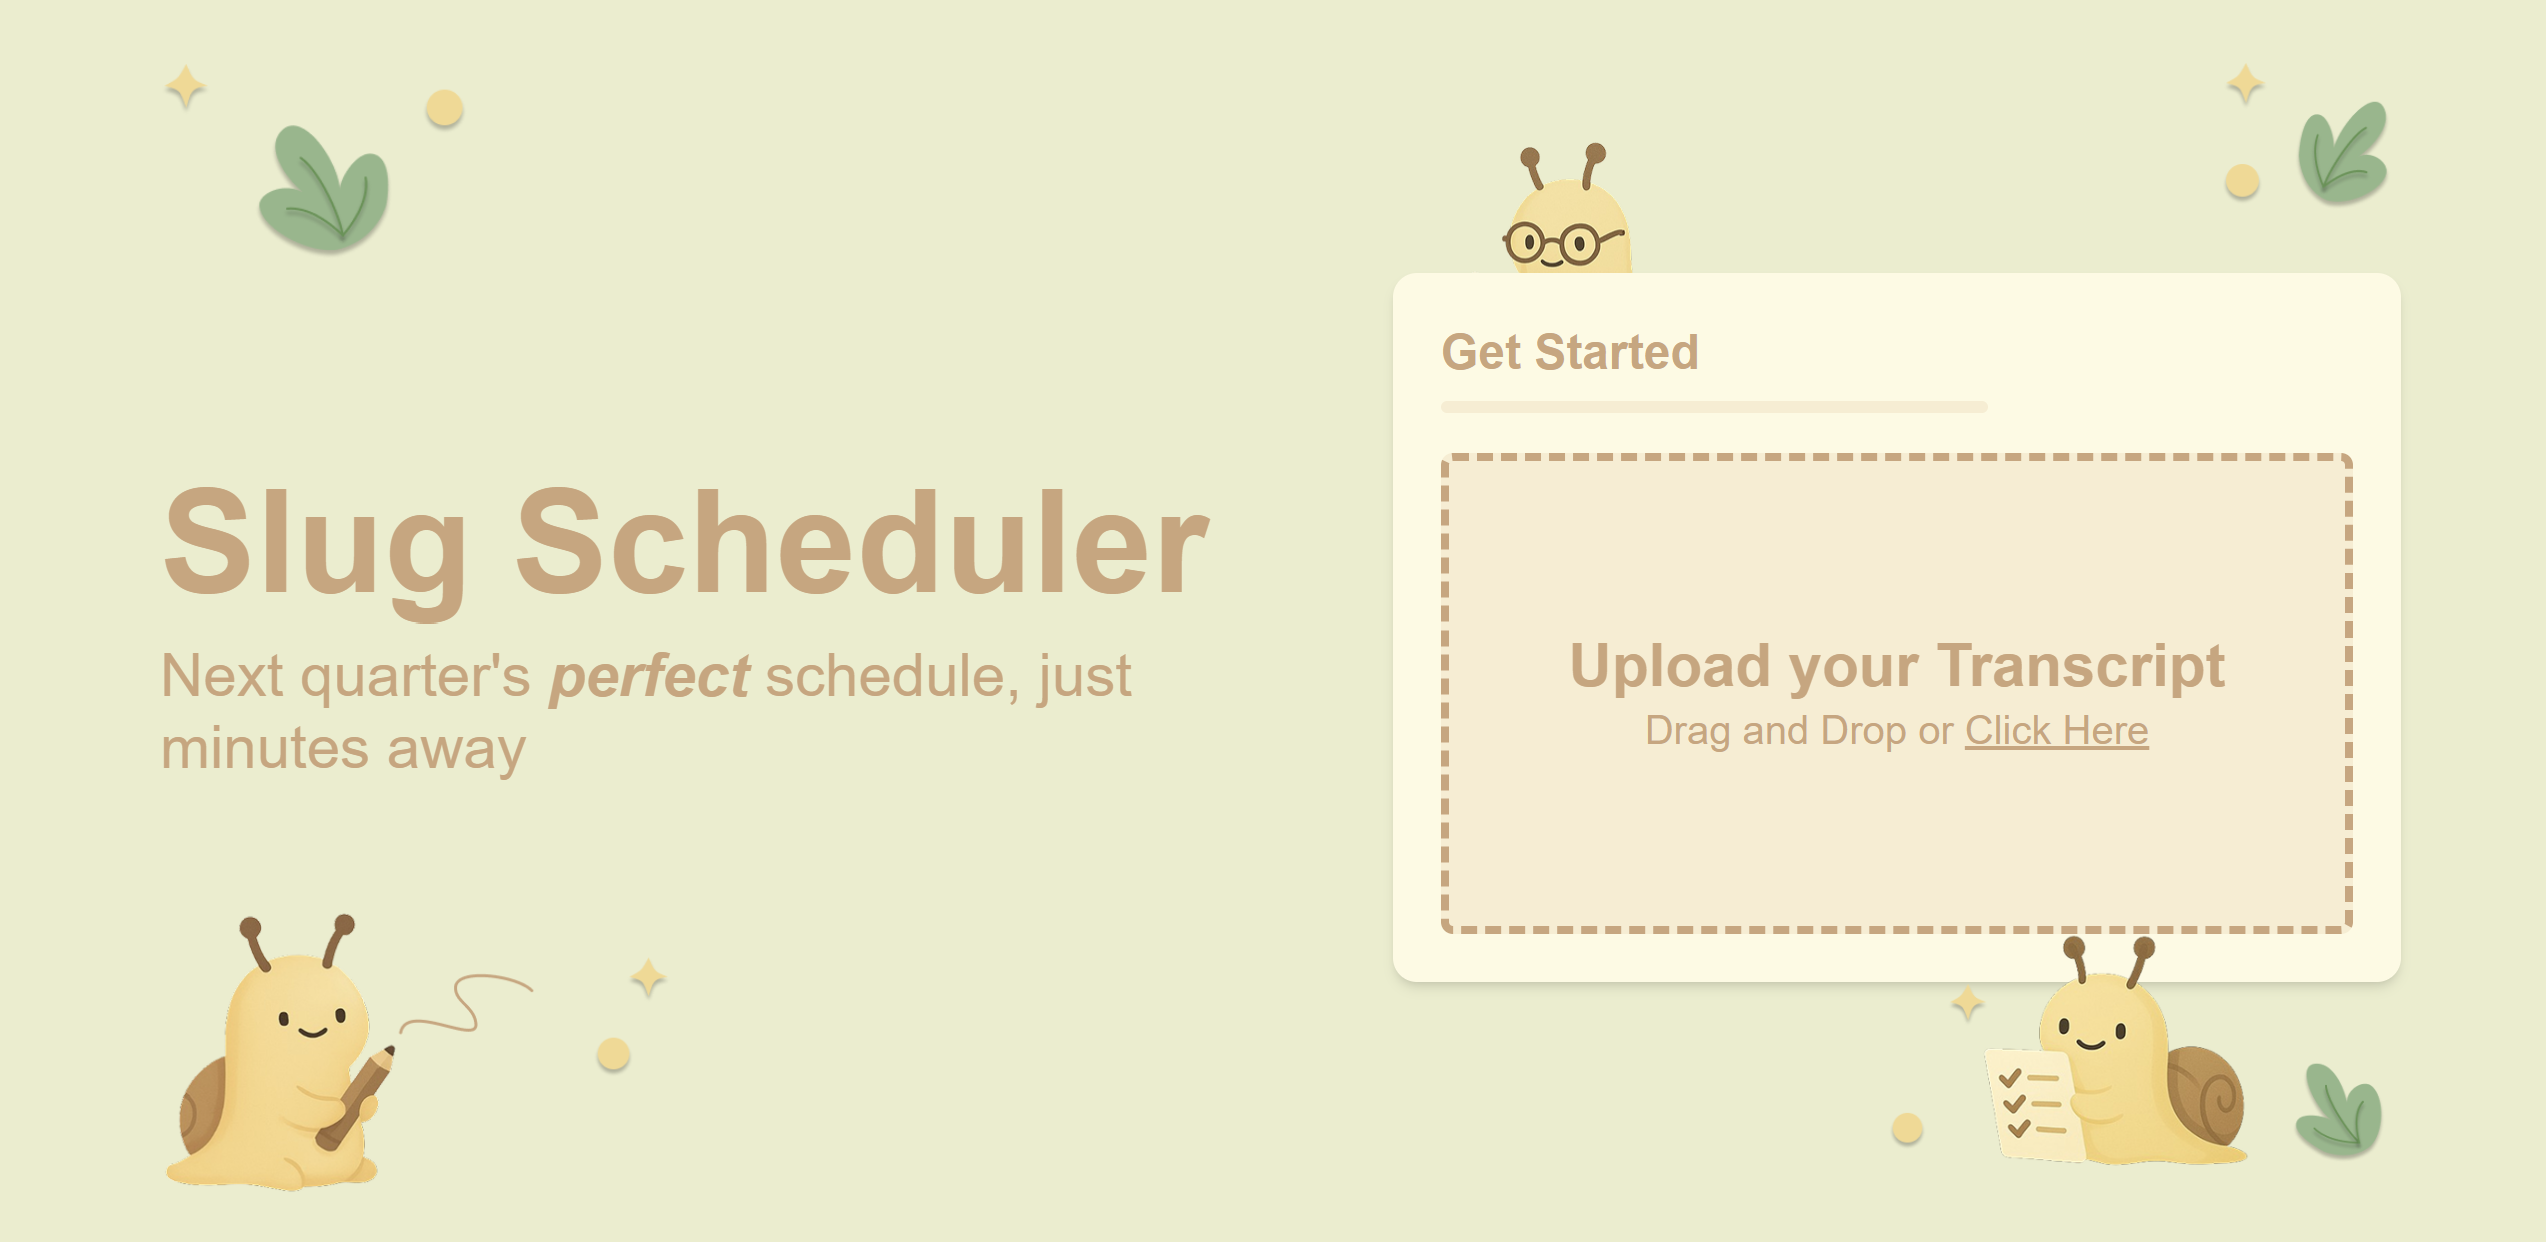 Slug Scheduler
Next quarter's perfect schedule, just
minutes away
Get Started
Upload your Transcript
Drag and Drop or Click Here